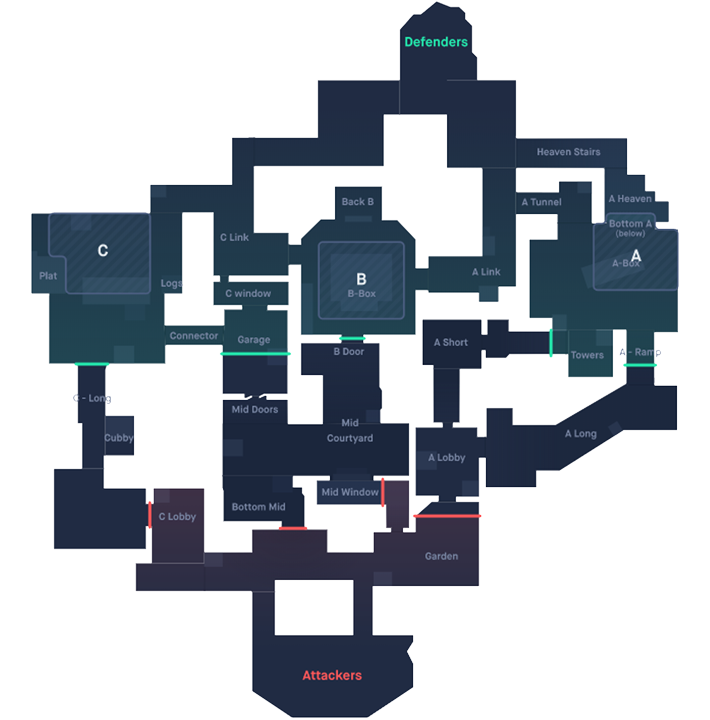 Defenders
Heaven Stairs
Back B
A Tunnel
A Heaven
Bottom A
(below)
C Link
C
A
A-Box
Plat
Logs
B
B-Box
A Link
C window
Connector
Garage
A Short
B Door
Towers
A - Ramp
C - Long
Mid Doors
Mid
Courtyard
Cubby
A Long
A Lobby
Mid Window
Bottom Mid
C Lobby
Garden
Attackers